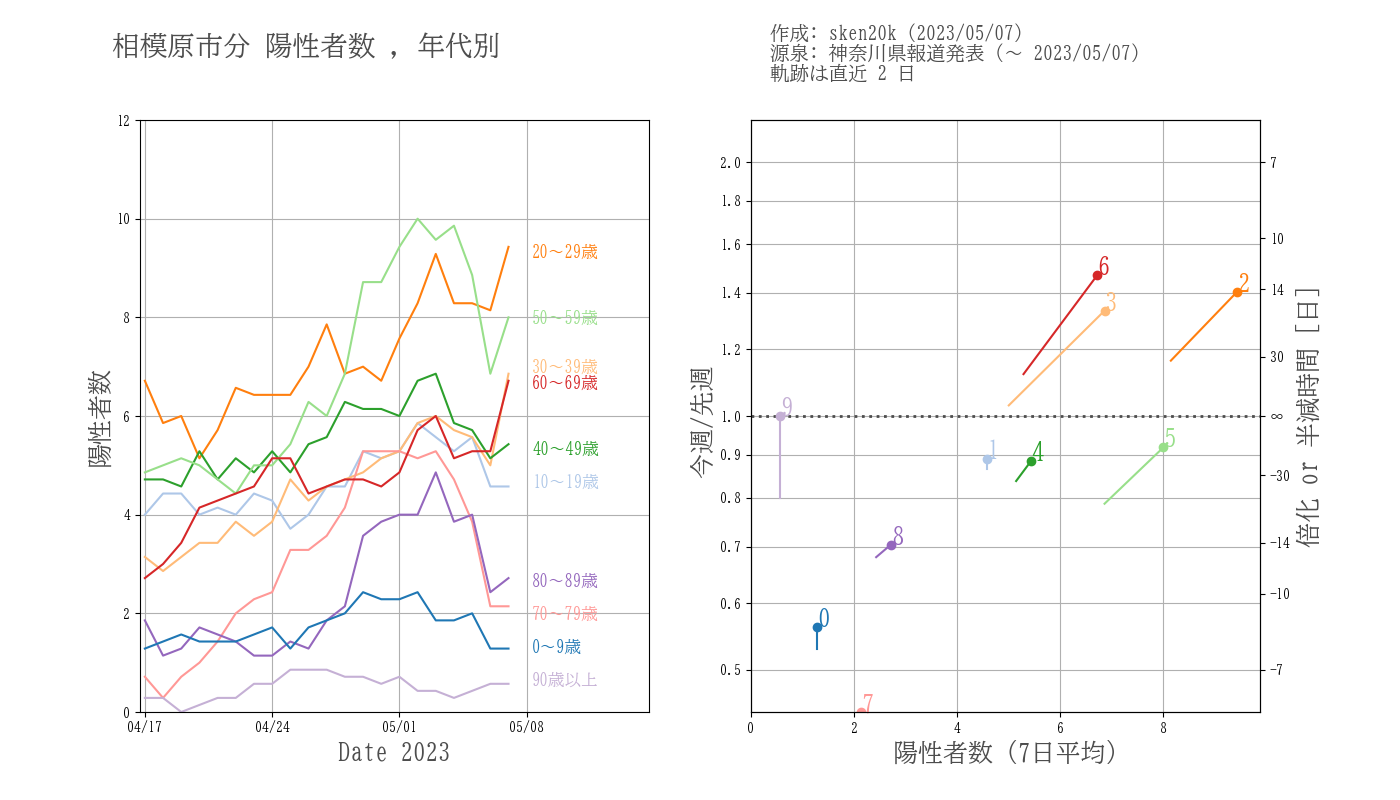 相模原市分 陽性者数 , 年代別
作成: sken20k (2023/05/07)
源泉: 神奈川県報道発表 (〜 2023/05/07)
軌跡は直近 2 日
陽性者数
12
10
8
6
4
2
0
04/17
04/24
05/01
05/08
Date 2023
20〜29歳
50〜59歳
30〜39歳
60〜69歳
40〜49歳
10〜19歳
80〜89歳
70〜79歳
0〜9歳
90歳以上
今週/先週
2.0
1.8
1.6
1.4
1.2
1.0
0.9
0.8
0.7
0.6
0.5
6
2
3
9
5
1
4
8
0
7
0
2
4
6
8
陽性者数 (7日平均)
7
10
14
30
∞
−30
−14
−10
−7
倍化 or 半減時間 [日]